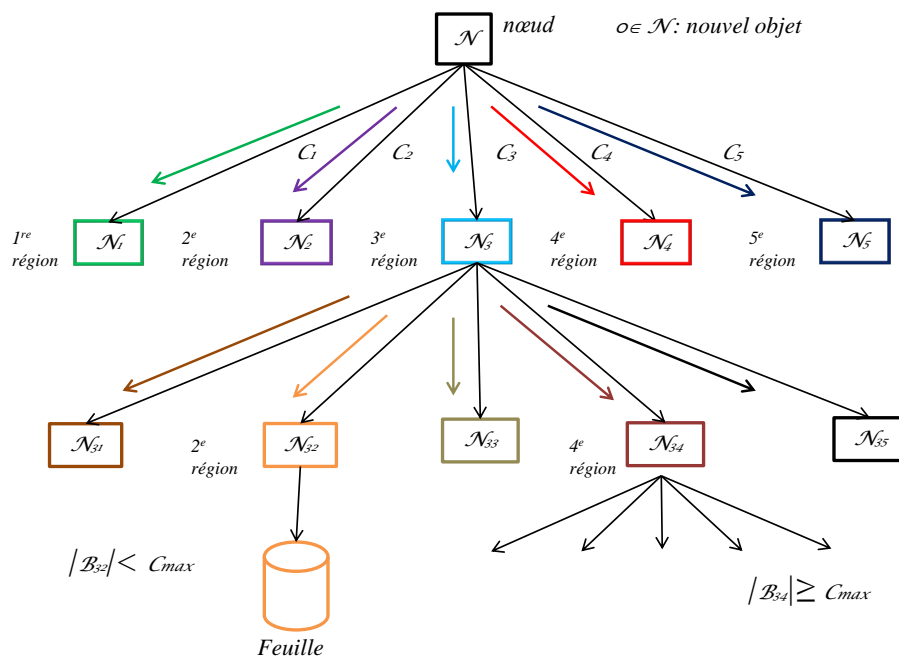 𝒩 nœud o∈ 𝒩: nouvel objet
C₁ C₂ C₃ C₄ C₅
1ʳᵉ région 𝒩₁ 2ᵉ région 𝒩₂ 3ᵉ région 𝒩₃ 4ᵉ région 𝒩₄ 5ᵉ région 𝒩₅
𝒩₃₁ 2ᵉ région 𝒩₃₂ 𝒩₃₃ 4ᵉ région 𝒩₃₄ 𝒩₃₅
|ℬ₃₂| < Cmax |ℬ₃₄| ≥ Cmax
Feuille